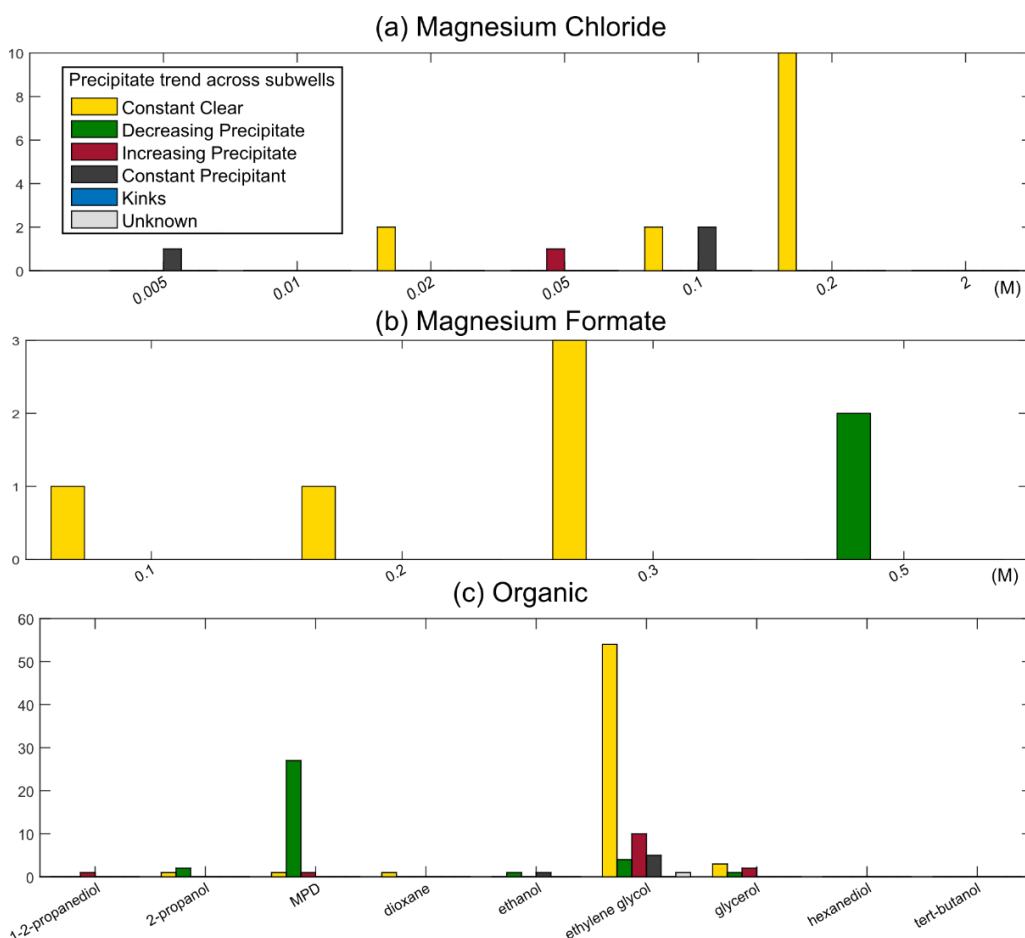 (a) Magnesium Chloride
10
8
6
4
2
0
Precipitate trend across subwells
Constant Clear
Decreasing Precipitate
Increasing Precipitate
Constant Precipitant
Kinks
Unknown
0.005 0.01 0.02 0.05 0.1 0.2 2 (M)
(b) Magnesium Formate
3
2
1
0
0.1 0.2 0.3 0.5 (M)
(c) Organic
60
50
40
30
20
10
0
1-2-propanediol 2-propanol MPD dioxane ethanol ethylene glycol glycerol hexanediol tert-butanol